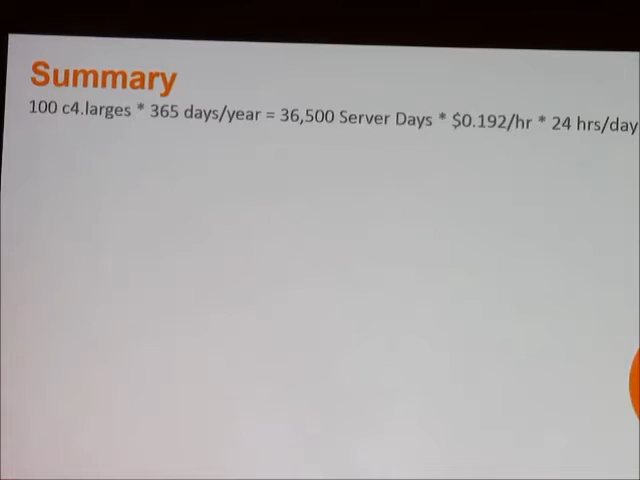 Summary
100 c4.larges * 365 days/year = 36,500 Server Days * $0.192/hr * 24 hrs/day